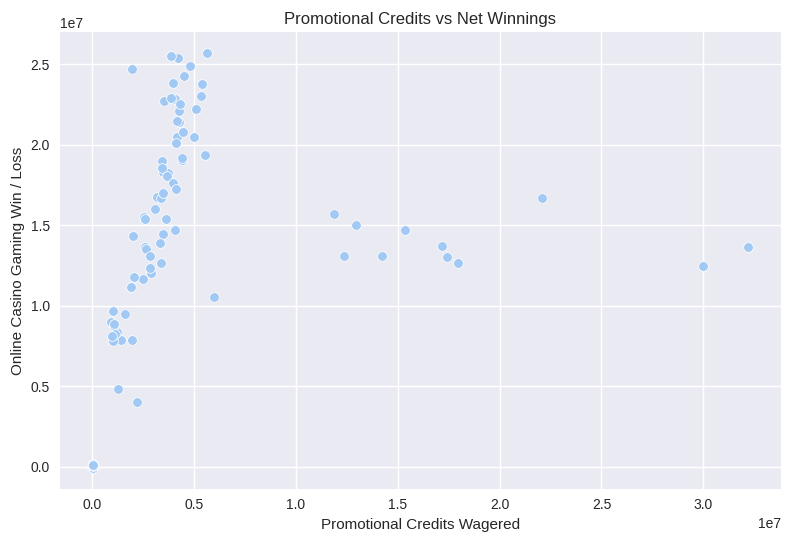 Promotional Credits vs Net Winnings
1e7
Online Casino Gaming Win / Loss
2.5
2.0
1.5
1.0
0.5
0.0
0.0 0.5 1.0 1.5 2.0 2.5 3.0
1e7
Promotional Credits Wagered